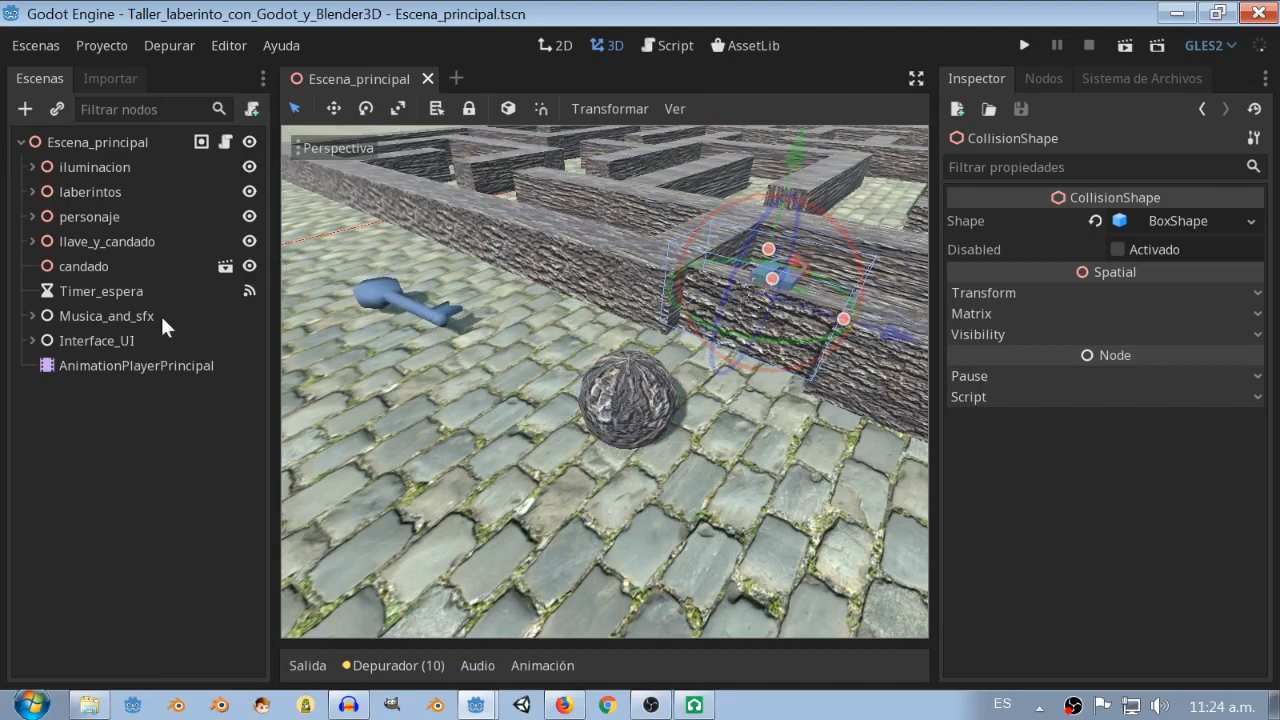 Godot Engine - Taller_laberinto_con_Godot_y_Blender3D - Escena_principal.tscn
Escenas Proyecto Depurar Editor Ayuda 2D 3D Script AssetLib GLES2
Escenas Importar Escena_principal Inspector Nodos Sistema de Archivos
Filtrar nodos Transformar Ver
Escena_principal Perspectiva CollisionShape
iluminacion Filtrar propiedades
laberintos CollisionShape
personaje Shape BoxShape
llave_y_candado Disabled Activado
candado Spatial
Timer_espera Transform
Musica_and_sfx Matrix
Interface_UI Visibility
AnimationPlayerPrincipal Node
Pause
Script
Salida Depurador (10) Audio Animación
ES 11:24 a.m.